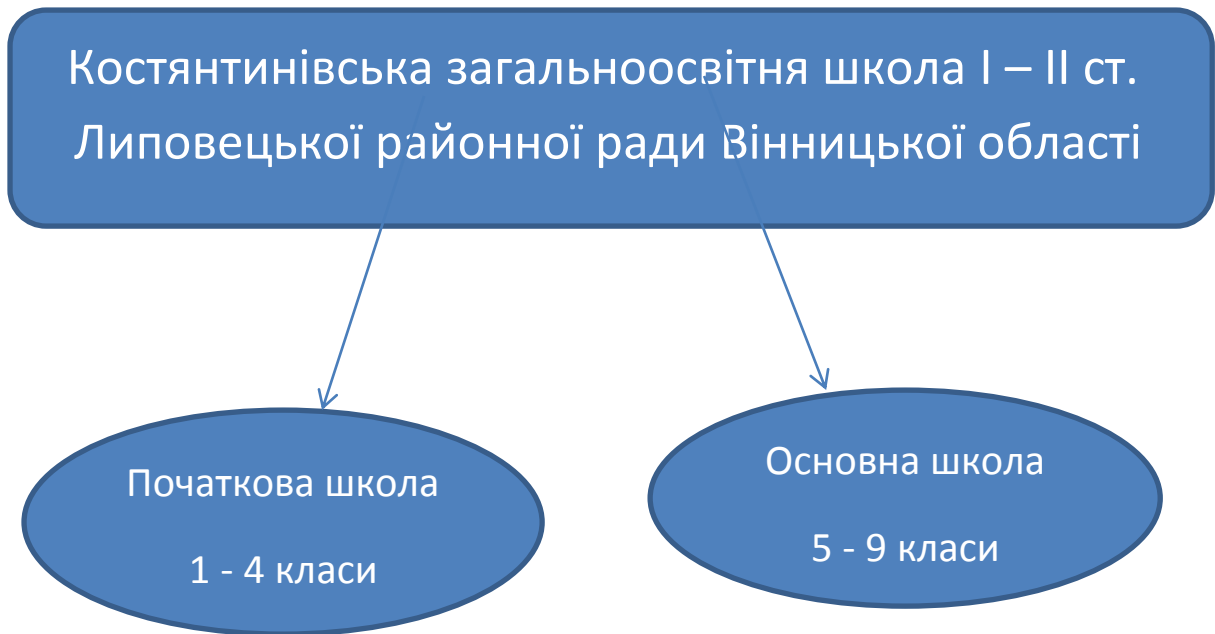 Костянтинівська загальноосвітня школа І – ІІ ст.
Липовецької районної ради Вінницької області
Початкова школа
1 - 4 класи
Основна школа
5 - 9 класи